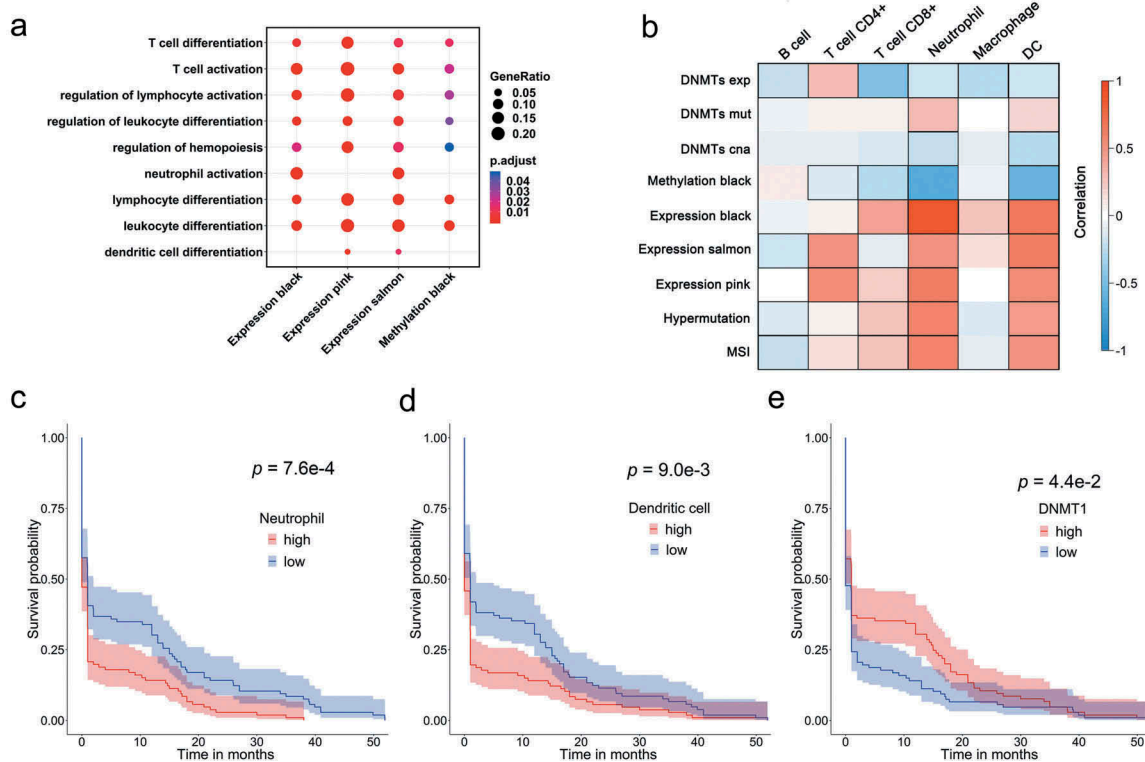 a
T cell differentiation
T cell activation
regulation of lymphocyte activation
regulation of leukocyte differentiation
regulation of hemopoiesis
neutrophil activation
lymphocyte differentiation
leukocyte differentiation
dendritic cell differentiation
Expression black
Expression pink
Expression salmon
Methylation black
GeneRatio
0.05
0.10
0.15
0.20
p.adjust
0.04
0.03
0.02
0.01
b
B cell
T cell CD4+
T cell CD8+
Neutrophil
Macrophage
DC
DNMTs exp
DNMTs mut
DNMTs cna
Methylation black
Expression black
Expression salmon
Expression pink
Hypermutation
MSI
1
0.5
0
-0.5
-1
Correlation
c
Survival probability
1.00
0.75
0.50
0.25
0.00
p = 7.6e-4
Neutrophil
high
low
0 10 20 30 40 50
Time in months
d
Survival probability
1.00
0.75
0.50
0.25
0.00
p = 9.0e-3
Dendritic cell
high
low
0 10 20 30 40 50
Time in months
e
Survival probability
1.00
0.75
0.50
0.25
0.00
p = 4.4e-2
DNMT1
high
low
0 10 20 30 40 50
Time in months